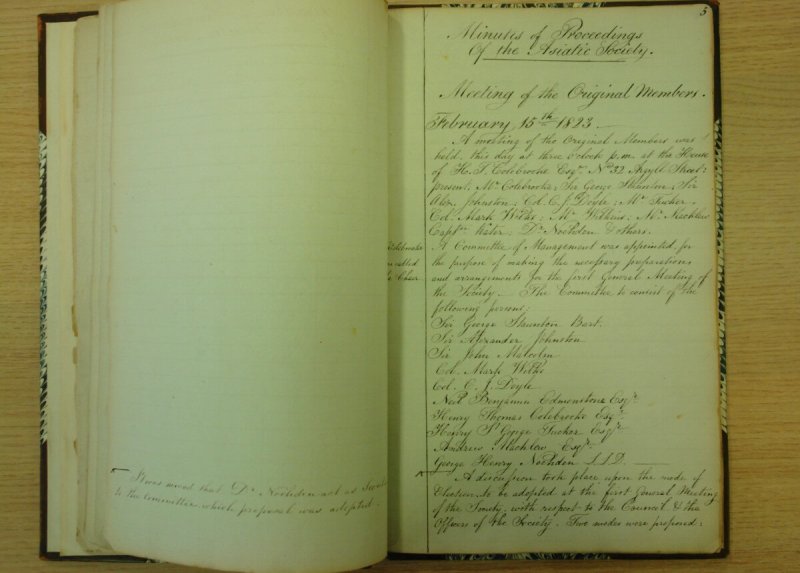 5
Minutes of Proceedings
Of the Asiatic Society.
Meeting of the Original Members.
February 15th 1823 —
A meeting of the Original Members was
held this day at three o'clock p.m. at the House
of H. T. Colebrooke Esqr. No. 32 Argyll Street:
present; Mr Colebrooke; Sir George Staunton; Sir
Alexr. Johnston; Col. C. J. Doyle; Mr Tucker;
Col. Mark Wilks; Mr Wilkins; Mr Macklew
Captn. Kater; Dr Noehden & others.
A Committee of Management was appointed, for
the purpose of making the necessary preparations
and arrangements for the first General Meeting of
the Society. — The Committee to consist of the
following persons:
Sir George Staunton Bart.
Sir Alexander Johnston
Sir John Malcolm
Col. Mark Wilks
Col. C. J. Doyle
Neil Benjamin Edmonstone Esqr.
Henry Thomas Colebrooke Esqr.
Henry St. George Tucker Esqr.
Andrew Macklew Esqr.
George Henry Noehden LLD. —
A discussion took place upon the mode of
Election to be adopted at the first General Meeting
of the Society, with respect to the Council & the
Officers of the Society. Two modes were proposed:
called
Chair
It was moved that Dr Noehden act as
to the Committee, which proposal was adopted.